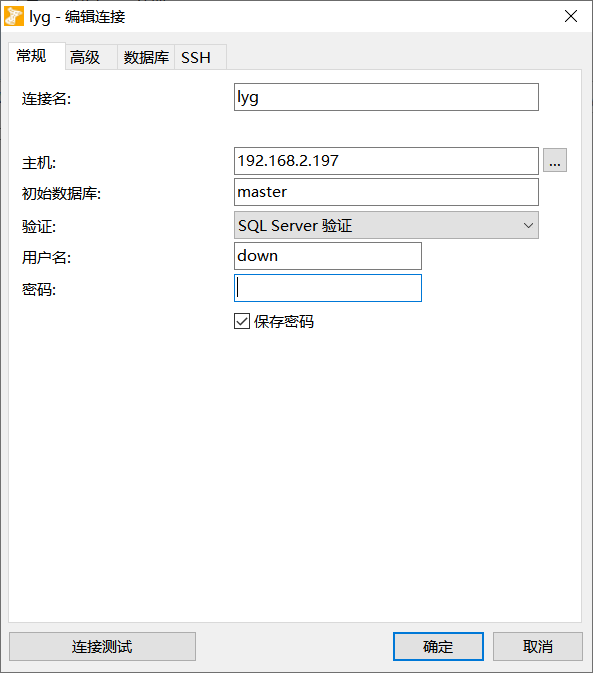 lyg - 编辑连接
常规 高级 数据库 SSH
连接名: lyg
主机: 192.168.2.197 ...
初始数据库: master
验证: SQL Server 验证
用户名: down
密码:
保存密码
连接测试 确定 取消